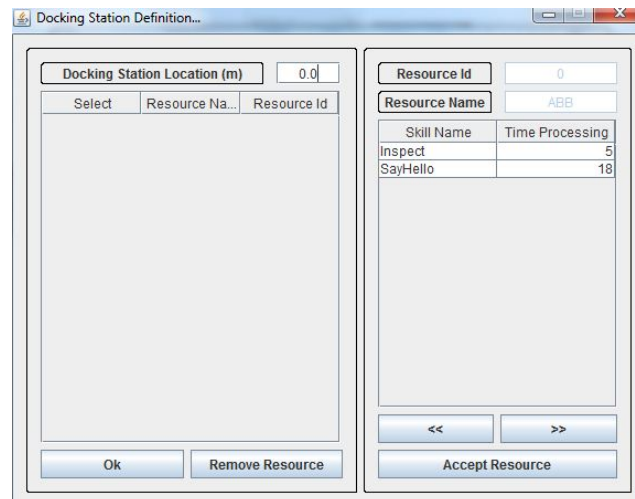 Docking Station Definition...
Docking Station Location (m) 0.0
Select Resource Na... Resource Id
Ok Remove Resource
Resource Id 0
Resource Name ABB
Skill Name Time Processing
Inspect 5
SayHello 18
<< >>
Accept Resource